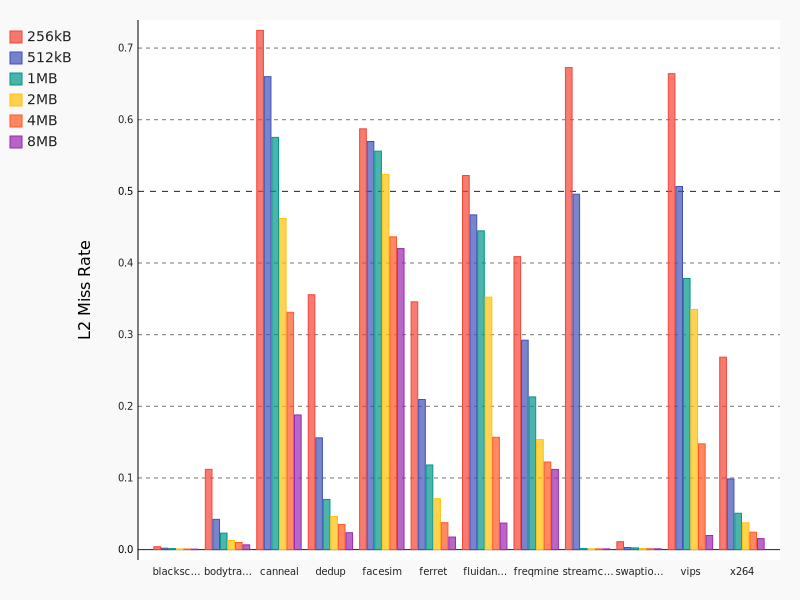 256kB
512kB
1MB
2MB
4MB
8MB
L2 Miss Rate
0.7
0.6
0.5
0.4
0.3
0.2
0.1
0.0
blacksc... bodytra... canneal dedup facesim ferret fluidan... freqmine streamc... swaptio... vips x264